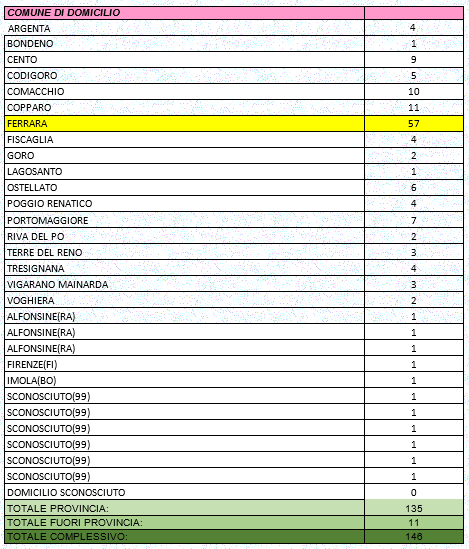 COMUNE DI DOMICILIO
ARGENTA 4
BONDENO 1
CENTO 9
CODIGORO 5
COMACCHIO 10
COPPARO 11
FERRARA 57
FISCAGLIA 4
GORO 2
LAGOSANTO 1
OSTELLATO 6
POGGIO RENATICO 4
PORTOMAGGIORE 7
RIVA DEL PO 2
TERRE DEL RENO 3
TRESIGNANA 4
VIGARANO MAINARDA 3
VOGHIERA 2
ALFONSINE(RA) 1
ALFONSINE(RA) 1
ALFONSINE(RA) 1
FIRENZE(FI) 1
IMOLA(BO) 1
SCONOSCIUTO(99) 1
SCONOSCIUTO(99) 1
SCONOSCIUTO(99) 1
SCONOSCIUTO(99) 1
SCONOSCIUTO(99) 1
SCONOSCIUTO(99) 1
DOMICILIO SCONOSCIUTO 0
TOTALE PROVINCIA: 135
TOTALE FUORI PROVINCIA: 11
TOTALE COMPLESSIVO: 146